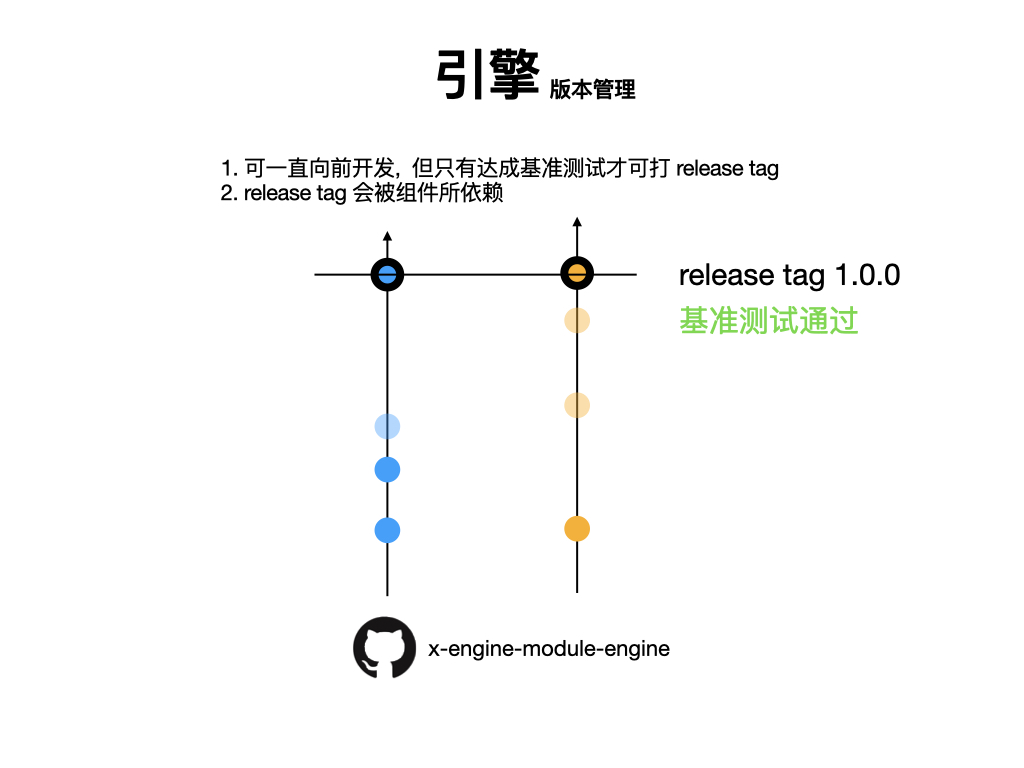 引擎 版本管理
1. 可一直向前开发, 但只有达成基准测试才可打 release tag
2. release tag 会被组件所依赖
release tag 1.0.0
基准测试通过
x-engine-module-engine